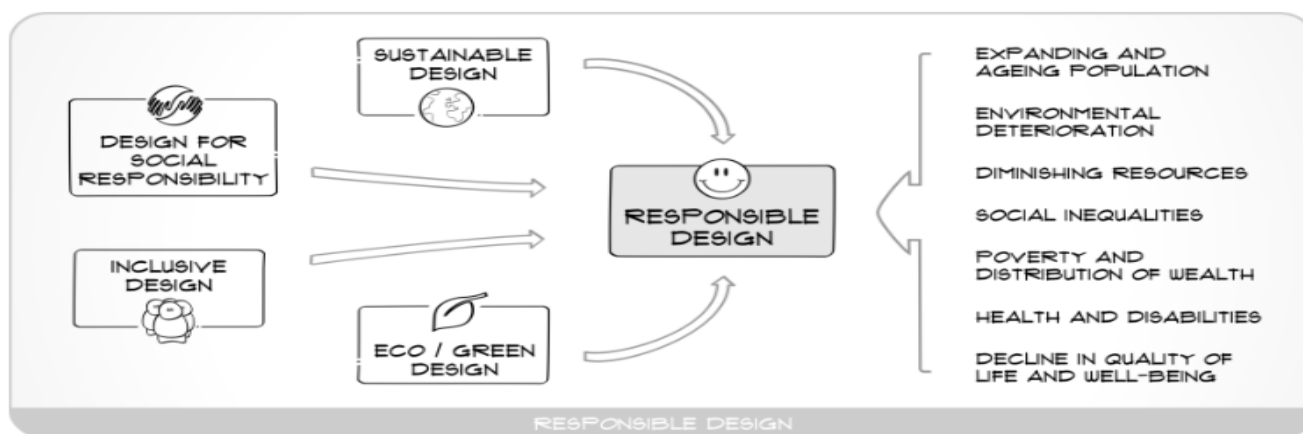 SUSTAINABLE
DESIGN
DESIGN FOR
SOCIAL
RESPONSIBILITY
INCLUSIVE
DESIGN
ECO / GREEN
DESIGN
RESPONSIBLE
DESIGN
EXPANDING AND
AGEING POPULATION
ENVIRONMENTAL
DETERIORATION
DIMINISHING RESOURCES
SOCIAL INEQUALITIES
POVERTY AND
DISTRIBUTION OF WEALTH
HEALTH AND DISABILITIES
DECLINE IN QUALITY OF
LIFE AND WELL-BEING
RESPONSIBLE DESIGN